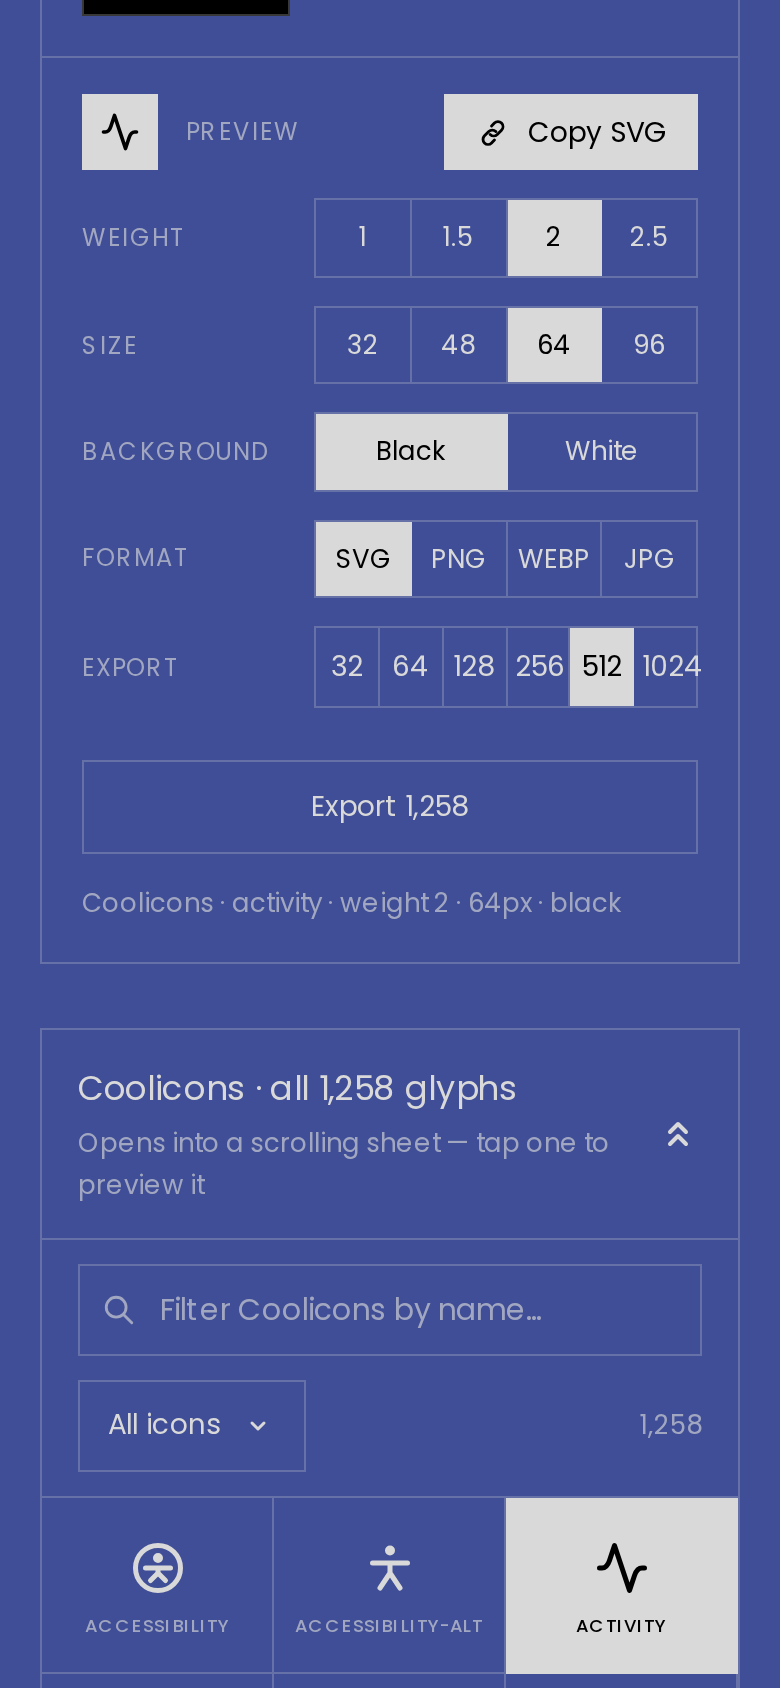 PREVIEW
Copy SVG
WEIGHT
1
1.5
2
2.5
SIZE
32
48
64
96
BACKGROUND
Black
White
FORMAT
SVG
PNG
WEBP
JPG
EXPORT
32
64
128
256
512
1024
Export 1,258
Coolicons · activity · weight 2 · 64px · black
Coolicons · all 1,258 glyphs
Opens into a scrolling sheet — tap one to
preview it
Filter Coolicons by name…
All icons
1,258
ACCESSIBILITY
ACCESSIBILITY-ALT
ACTIVITY